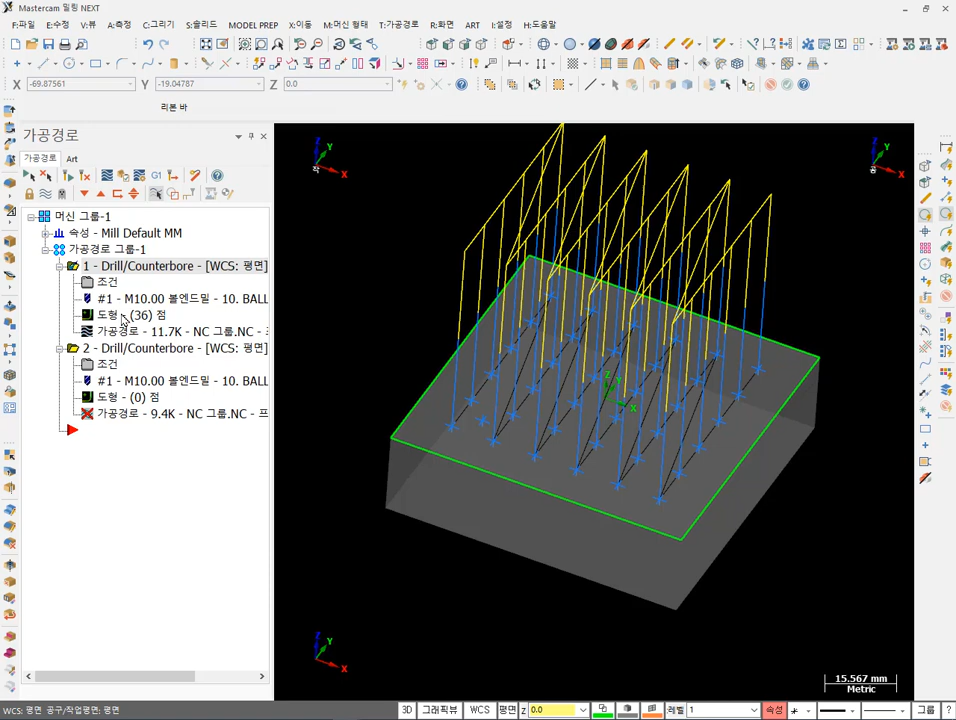 Mastercam 밀링 NEXT
F:파일 E:수정 V:뷰 A:측정 C:그리기 S:솔리드 MODEL PREP X:이동 M:머신 형태 T:가공경로 R:화면 ART I:설정 H:도움말
X -69.87561 Y -19.04787 Z 0.0
리본 바
가공경로
가공경로 Art
G1
머신 그룹-1
속성 - Mill Default MM
가공경로 그룹-1
1 - Drill/Counterbore - [WCS: 평면]
조건
#1 - M10.00 볼엔드밀 - 10. BALL
도형 - (36) 점
가공경로 - 11.7K - NC 그룹.NC -
2 - Drill/Counterbore - [WCS: 평면]
조건
#1 - M10.00 볼엔드밀 - 10. BALL
도형 - (0) 점
가공경로 - 9.4K - NC 그룹.NC - 프
Z Y X
Z Y X
Z Y X
Z Y X
15.567 mm
Metric
WCS: 평면 공구/작업평면: 평면
3D 그래픽뷰 WCS 평면 Z 0.0 레벨 1 속성 그룹 ?